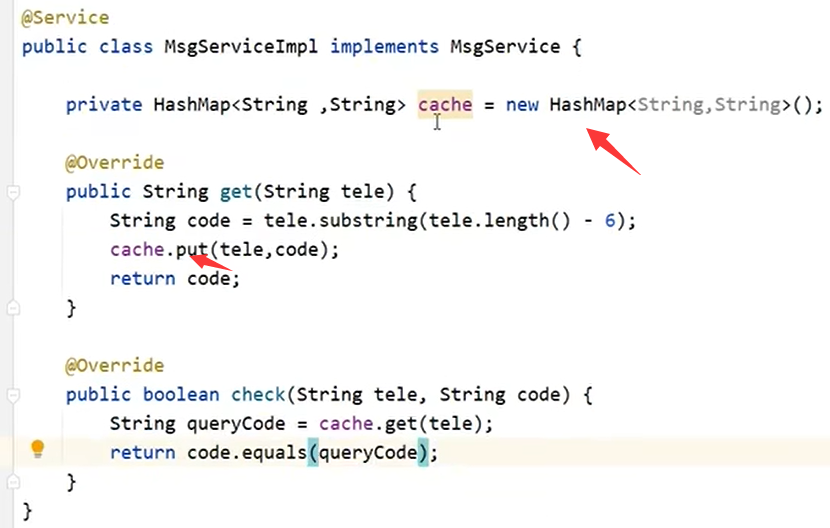 @Service
public class MsgServiceImpl implements MsgService {
private HashMap<String ,String> cache = new HashMap<String,String>();
@Override
public String get(String tele) {
String code = tele.substring(tele.length() - 6);
cache.put(tele,code);
return code;
}
@Override
public boolean check(String tele, String code) {
String queryCode = cache.get(tele);
return code.equals(queryCode);
}
}